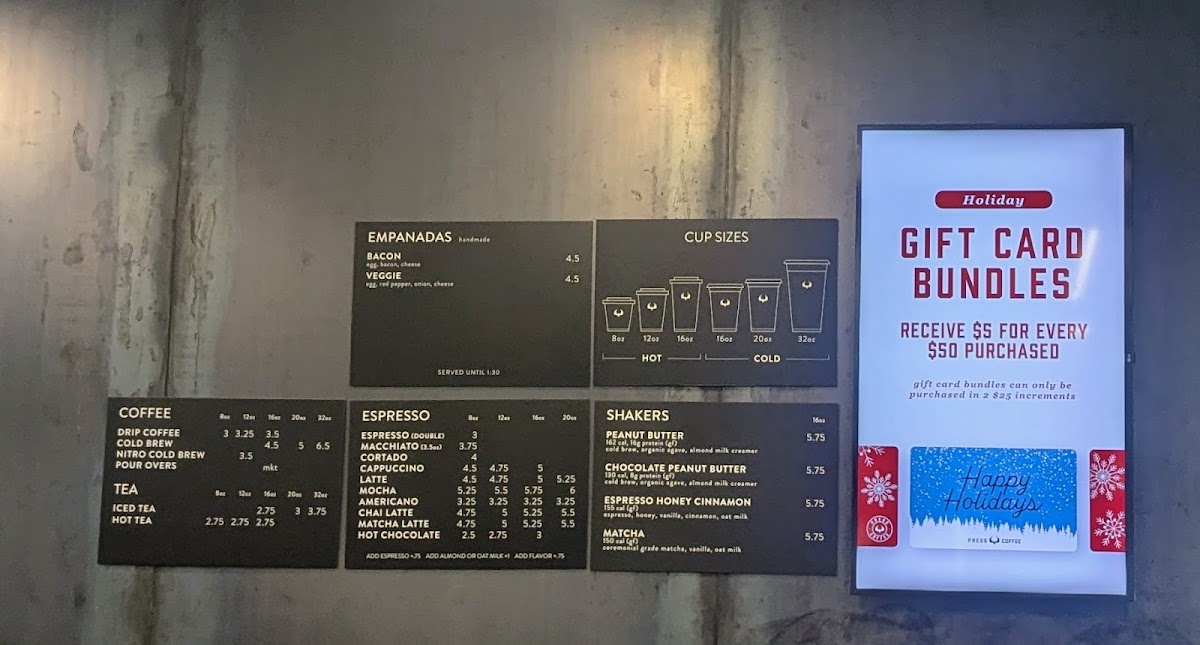 EMPANADAS handmade
BACON 4.5
egg, bacon, cheese
VEGGIE 4.5
egg, red pepper, onion, cheese
SERVED UNTIL 1:30
CUP SIZES
8oz 12oz 16oz 16oz 20oz 32oz
HOT COLD
COFFEE 8oz 12oz 16oz 20oz 32oz
DRIP COFFEE 3 3.25 3.5
COLD BREW 4.5 5 6.5
NITRO COLD BREW 3.5
POUR OVERS mkt
TEA 8oz 12oz 16oz 20oz 32oz
ICED TEA 2.75 3 3.75
HOT TEA 2.75 2.75 2.75
ESPRESSO 8oz 12oz 16oz 20oz
ESPRESSO (DOUBLE) 3
MACCHIATO (3.5oz) 3.75
CORTADO 4
CAPPUCCINO 4.5 4.75 5
LATTE 4.5 4.75 5 5.25
MOCHA 5.25 5.5 5.75 6
AMERICANO 3.25 3.25 3.25 3.25
CHAI LATTE 4.75 5 5.25 5.5
MATCHA LATTE 4.75 5 5.25 5.5
HOT CHOCOLATE 2.5 2.75 3
ADD ESPRESSO +.75 ADD ALMOND OR OAT MILK +1 ADD FLAVOR +.75
SHAKERS 16oz
PEANUT BUTTER 5.75
162 cal, 16g protein (gf)
cold brew, organic agave, almond milk creamer
CHOCOLATE PEANUT BUTTER 5.75
130 cal, 8g protein (gf)
cold brew, organic agave, almond milk creamer
ESPRESSO HONEY CINNAMON 5.75
155 cal (gf)
espresso, honey, vanilla, cinnamon, oat milk
MATCHA 5.75
150 cal (gf)
ceremonial grade matcha, vanilla, oat milk
Holiday
GIFT CARD
BUNDLES
RECEIVE $5 FOR EVERY
$50 PURCHASED
gift card bundles can only be
purchased in 2 $25 increments
Happy
Holidays
PRESS COFFEE
PRESS
COFFEE